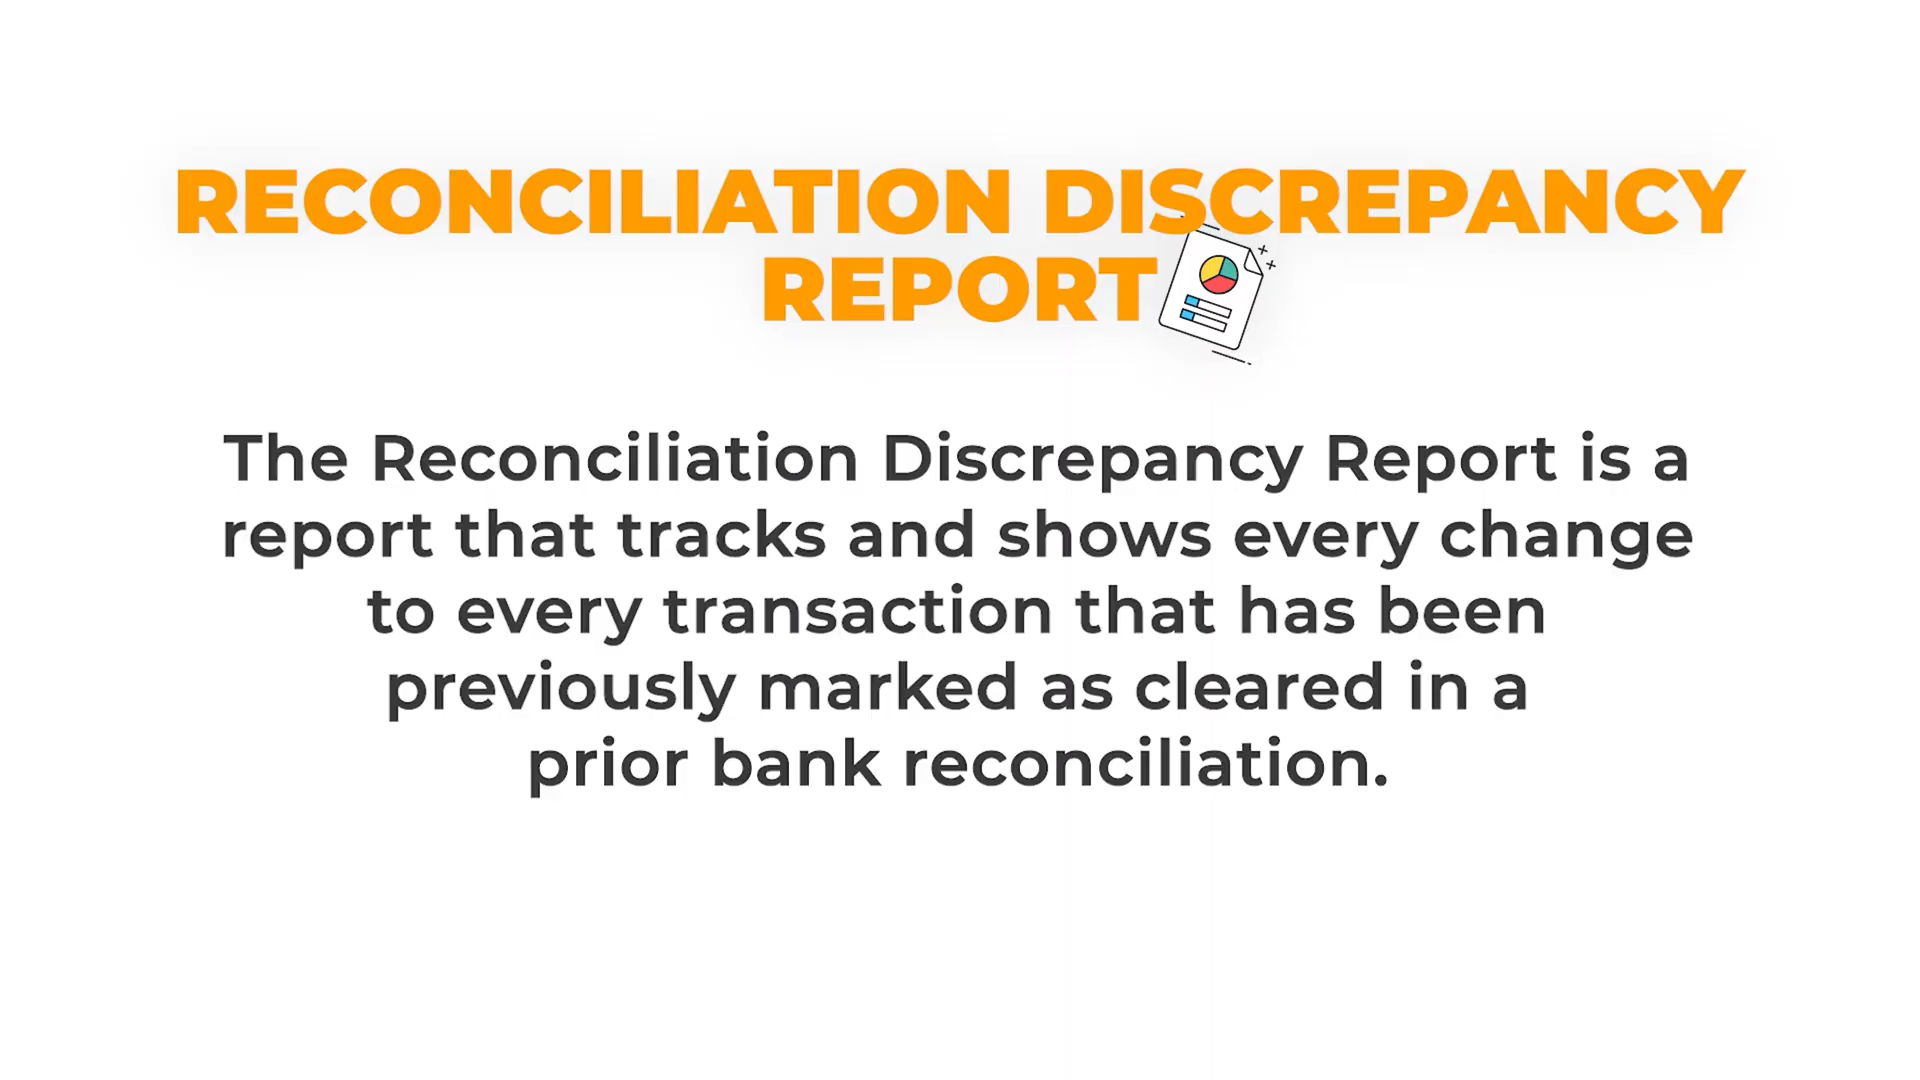 RECONCILIATION DISCREPANCY
REPORT
The Reconciliation Discrepancy Report is a
report that tracks and shows every change
to every transaction that has been
previously marked as cleared in a
prior bank reconciliation.